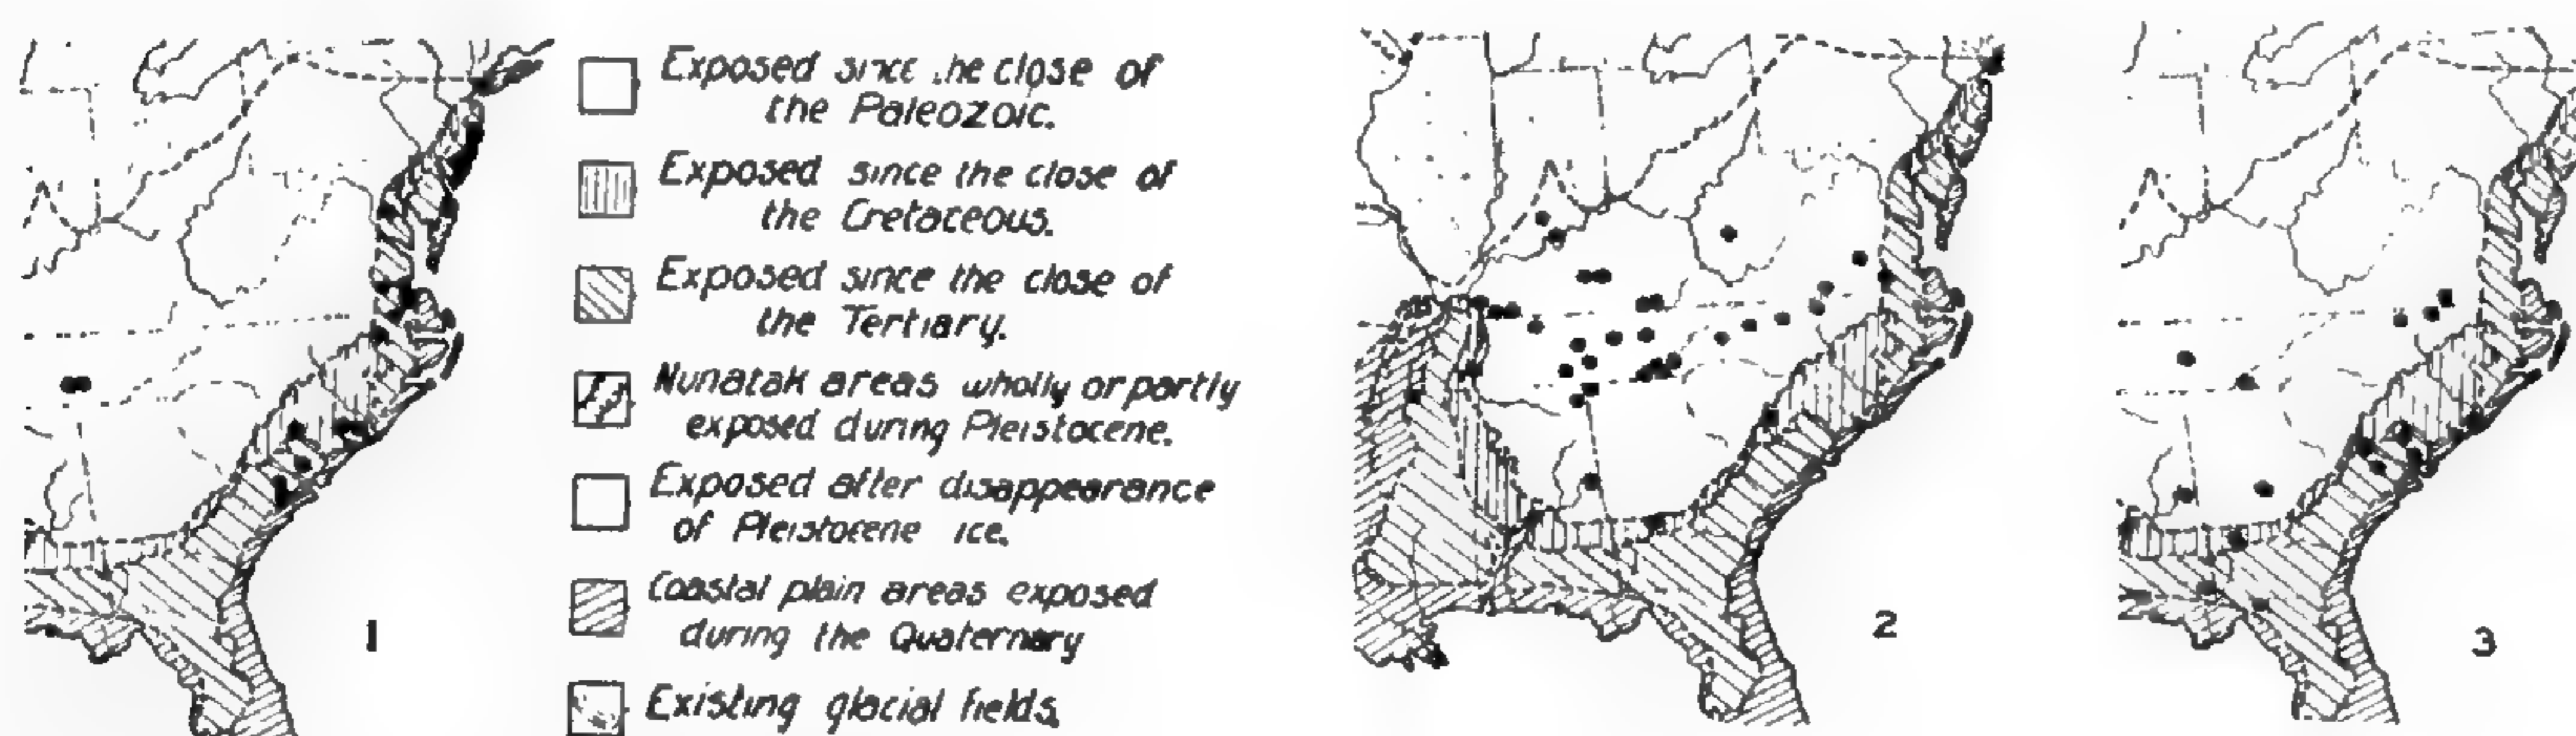 Exposed since the close of
the Paleozoic.
Exposed since the close of
the Cretaceous.
Exposed since the close of
the Tertiary.
Nunatak areas wholly or partly
exposed during Pleistocene.
Exposed after disappearance
of Pleistocene ice.
Coastal plain areas exposed
during the Quaternary
Existing glacial fields.
1
2
3